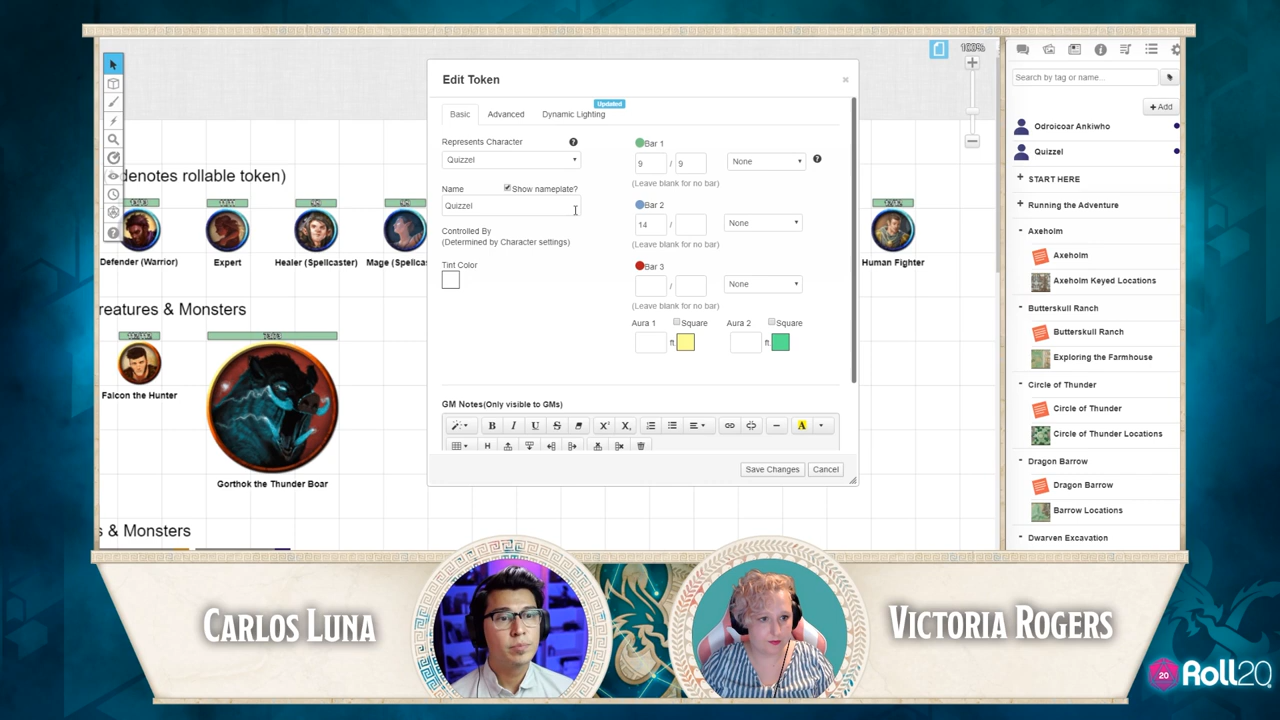 100%
Search by tag or name...
+ Add
Odroicoar Ankiwho
Quizzel
START HERE
Running the Adventure
Axeholm
Axeholm
Axeholm Keyed Locations
Butterskull Ranch
Butterskull Ranch
Exploring the Farmhouse
Circle of Thunder
Circle of Thunder
Circle of Thunder Locations
Dragon Barrow
Dragon Barrow
Barrow Locations
Dwarven Excavation
denotes rollable token)
Defender (Warrior)
Expert
Healer (Spellcaster)
Mage (Spellcas
Human Fighter
reatures & Monsters
Falcon the Hunter
Gorthok the Thunder Boar
s & Monsters
Edit Token
×
Updated
Basic
Advanced
Dynamic Lighting
Represents Character
?
Quizzel
Name
Show nameplate?
Quizzel
Controlled By
(Determined by Character settings)
Tint Color
Bar 1
9 / 9
None
?
(Leave blank for no bar)
Bar 2
14 /
None
(Leave blank for no bar)
Bar 3
/
None
(Leave blank for no bar)
Aura 1
Square
ft.
Aura 2
Square
ft.
GM Notes(Only visible to GMs)
B I U S X² X₂ A
H
Save Changes
Cancel
CARLOS LUNA
VICTORIA ROGERS
20
Roll20